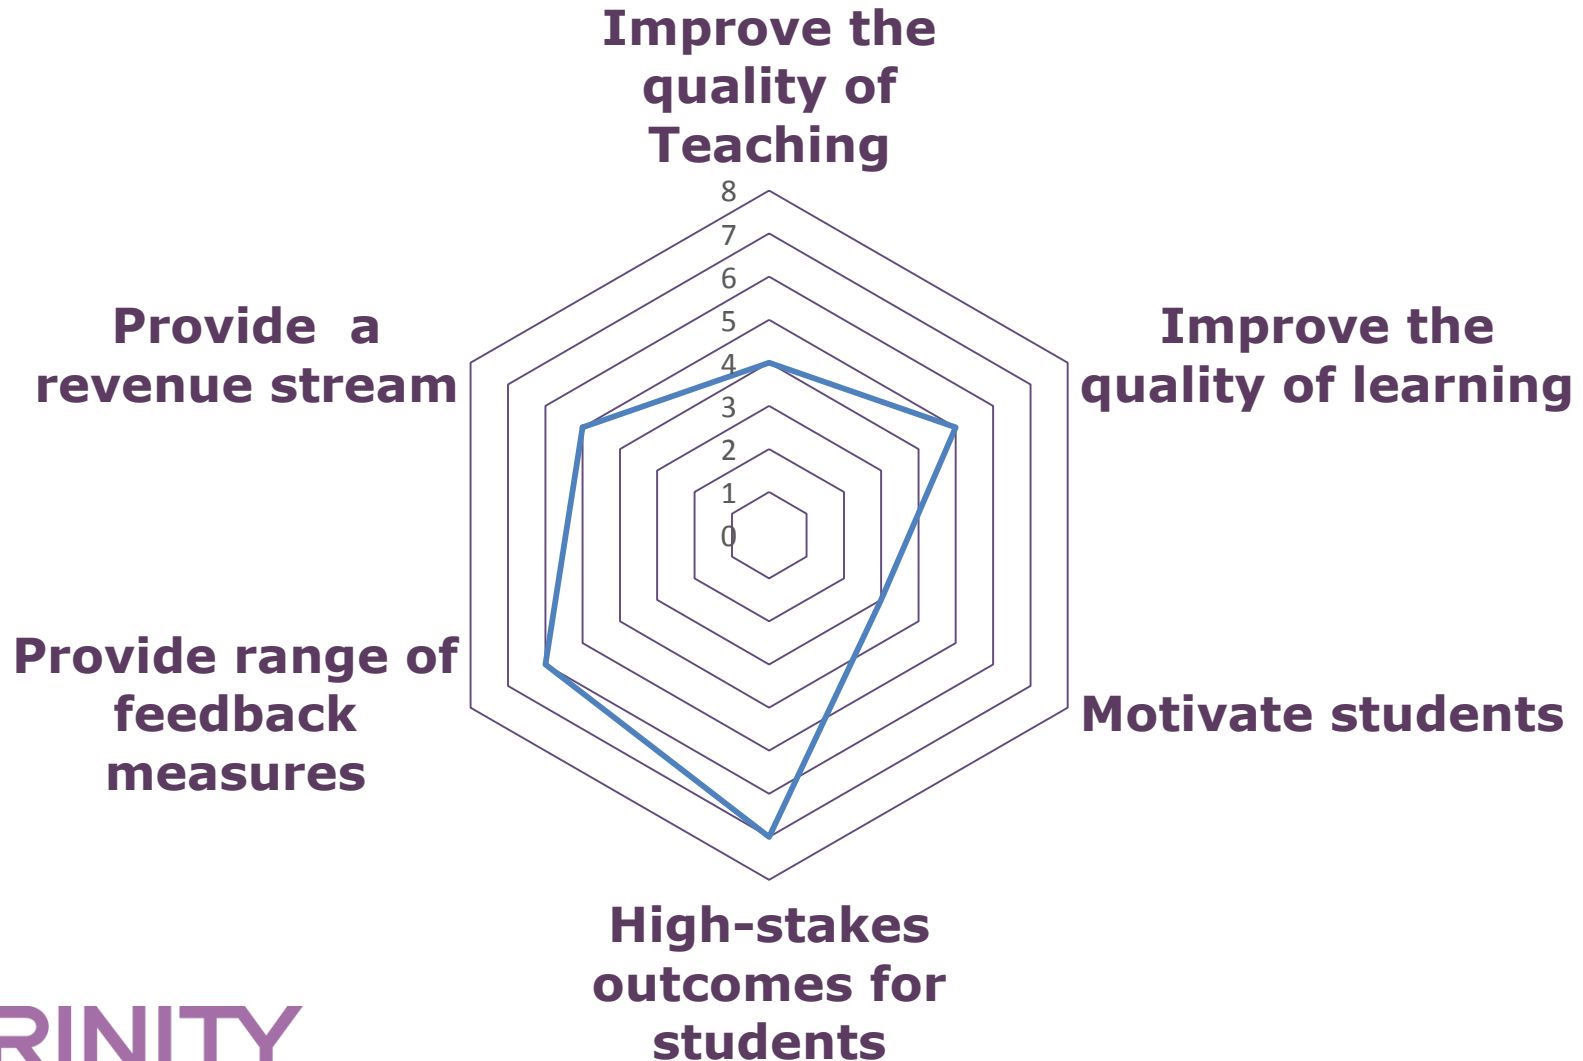 Improve the
quality of
Teaching
8
7
6
5
4
3
2
1
0
Improve the
quality of learning
Motivate students
High-stakes
outcomes for
students
Provide range of
feedback
measures
Provide a
revenue stream
RINITY